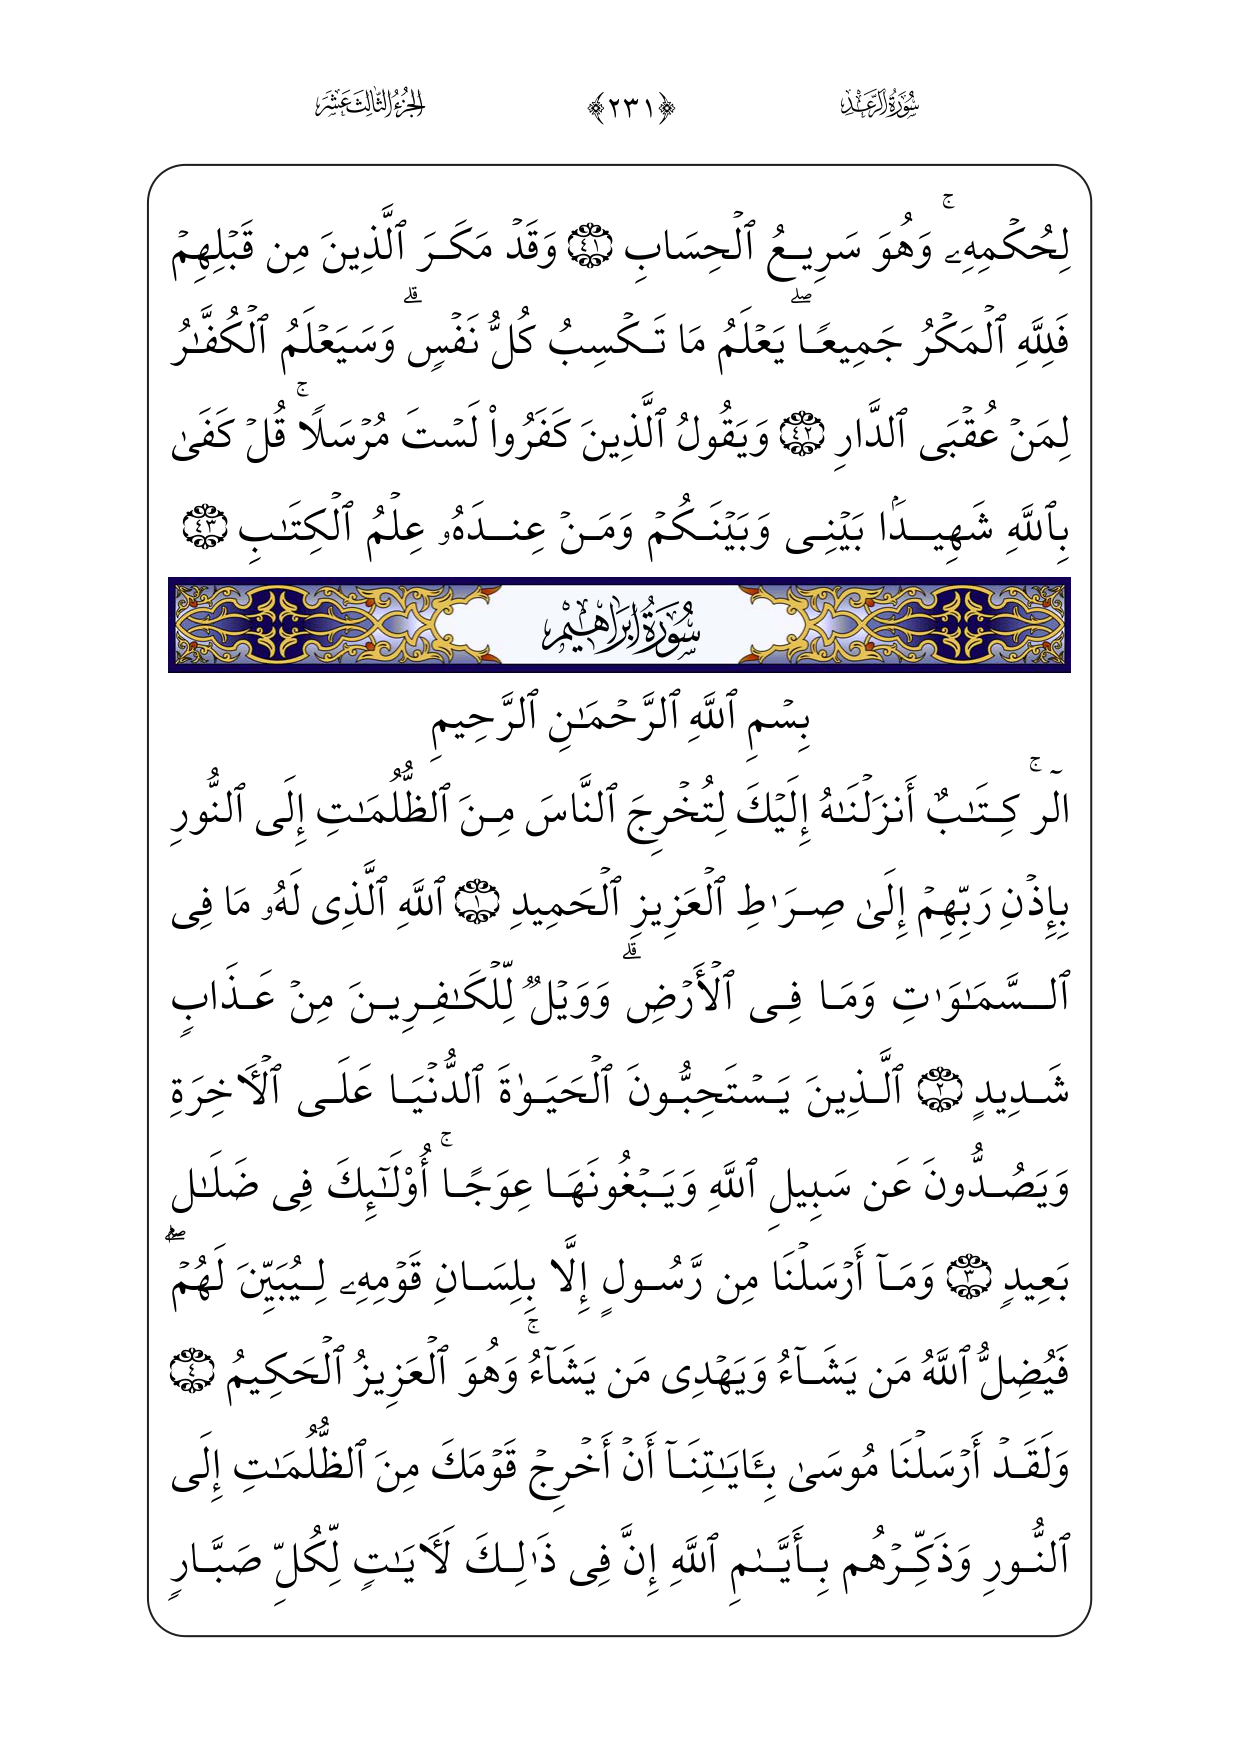 سُورَةُ الرَّعۡدِ ﴿٢٣١﴾ الجُزۡءُ الثَّالِثَ عَشَرَ
لِحُكۡمِهِۦۚ وَهُوَ سَرِيعُ ٱلۡحِسَابِ ٤١ وَقَدۡ مَكَرَ ٱلَّذِينَ مِن قَبۡلِهِمۡ
فَلِلَّهِ ٱلۡمَكۡرُ جَمِيعٗاۖ يَعۡلَمُ مَا تَكۡسِبُ كُلُّ نَفۡسٖۗ وَسَيَعۡلَمُ ٱلۡكُفَّٰرُ
لِمَنۡ عُقۡبَى ٱلدَّارِ ٤٢ وَيَقُولُ ٱلَّذِينَ كَفَرُواْ لَسۡتَ مُرۡسَلٗاۚ قُلۡ كَفَىٰ
بِٱللَّهِ شَهِيدَۢا بَيۡنِى وَبَيۡنَكُمۡ وَمَنۡ عِندَهُۥ عِلۡمُ ٱلۡكِتَٰبِ ٤٣
سُورَةُ إِبۡرَاهِيم
بِسۡمِ ٱللَّهِ ٱلرَّحۡمَٰنِ ٱلرَّحِيمِ
الٓرۚ كِتَٰبٌ أَنزَلۡنَٰهُ إِلَيۡكَ لِتُخۡرِجَ ٱلنَّاسَ مِنَ ٱلظُّلُمَٰتِ إِلَى ٱلنُّورِ
بِإِذۡنِ رَبِّهِمۡ إِلَىٰ صِرَٰطِ ٱلۡعَزِيزِ ٱلۡحَمِيدِ ١ ٱللَّهِ ٱلَّذِى لَهُۥ مَا فِى
ٱلسَّمَٰوَٰتِ وَمَا فِى ٱلۡأَرۡضِۗ وَوَيۡلٞ لِّلۡكَٰفِرِينَ مِنۡ عَذَابٖ
شَدِيدٍ ٢ ٱلَّذِينَ يَسۡتَحِبُّونَ ٱلۡحَيَوٰةَ ٱلدُّنۡيَا عَلَى ٱلۡأٓخِرَةِ
وَيَصُدُّونَ عَن سَبِيلِ ٱللَّهِ وَيَبۡغُونَهَا عِوَجًاۚ أُوْلَٰٓئِكَ فِى ضَلَٰلِۭ
بَعِيدٖ ٣ وَمَآ أَرۡسَلۡنَا مِن رَّسُولٍ إِلَّا بِلِسَانِ قَوۡمِهِۦ لِيُبَيِّنَ لَهُمۡۖ
فَيُضِلُّ ٱللَّهُ مَن يَشَآءُ وَيَهۡدِى مَن يَشَآءُۚ وَهُوَ ٱلۡعَزِيزُ ٱلۡحَكِيمُ ٤
وَلَقَدۡ أَرۡسَلۡنَا مُوسَىٰ بِـَٔايَٰتِنَآ أَنۡ أَخۡرِجۡ قَوۡمَكَ مِنَ ٱلظُّلُمَٰتِ إِلَى
ٱلنُّورِ وَذَكِّرۡهُم بِأَيَّىٰمِ ٱللَّهِ إِنَّ فِى ذَٰلِكَ لَأٓيَٰتٖ لِّكُلِّ صَبَّارٖ